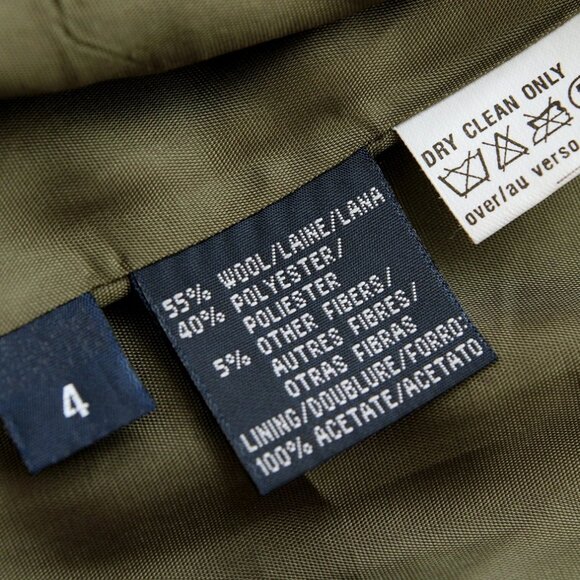 4
55% WOOL/LAINE/LANA
40% POLYESTER/
POLIESTER
5% OTHER FIBERS/
AUTRES FIBRES/
OTRAS FIBRAS
LINING/DOUBLURE/FORRO:
100% ACETATE/ACETATO
DRY CLEAN ONLY
over/au verso